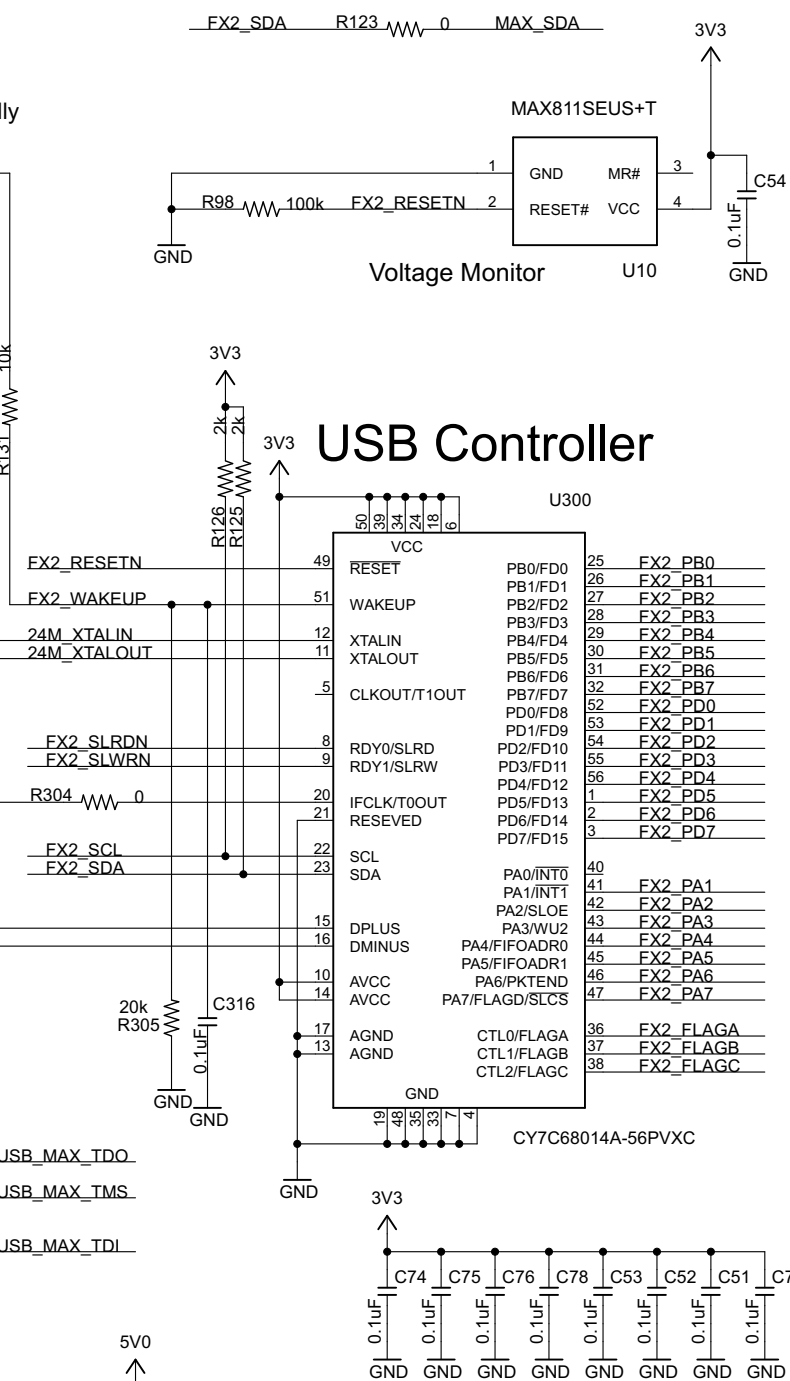 FX2_SDA R123 0 MAX_SDA
3V3
lly
MAX811SEUS+T
1 GND MR# 3
C54
R98 100k FX2_RESETN 2 RESET# VCC 4
0.1uF
GND
Voltage Monitor U10 GND
10k
R131
3V3
2k 2k
R126 R125
3V3
USB Controller
U300
50 39 34 24 18 6
VCC
FX2_RESETN 49 RESET PB0/FD0 25 FX2_PB0
PB1/FD1 26 FX2_PB1
FX2_WAKEUP 51 WAKEUP PB2/FD2 27 FX2_PB2
PB3/FD3 28 FX2_PB3
24M_XTALIN 12 XTALIN PB4/FD4 29 FX2_PB4
24M_XTALOUT 11 XTALOUT PB5/FD5 30 FX2_PB5
PB6/FD6 31 FX2_PB6
5 CLKOUT/T1OUT PB7/FD7 32 FX2_PB7
PD0/FD8 52 FX2_PD0
PD1/FD9 53 FX2_PD1
FX2_SLRDN 8 RDY0/SLRD PD2/FD10 54 FX2_PD2
FX2_SLWRN 9 RDY1/SLRW PD3/FD11 55 FX2_PD3
PD4/FD12 56 FX2_PD4
R304 0 20 IFCLK/T0OUT PD5/FD13 1 FX2_PD5
21 RESEVED PD6/FD14 2 FX2_PD6
PD7/FD15 3 FX2_PD7
FX2_SCL 22 SCL
FX2_SDA 23 SDA PA0/INT0 40
PA1/INT1 41 FX2_PA1
PA2/SLOE 42 FX2_PA2
15 DPLUS PA3/WU2 43 FX2_PA3
16 DMINUS PA4/FIFOADR0 44 FX2_PA4
PA5/FIFOADR1 45 FX2_PA5
10 AVCC PA6/PKTEND 46 FX2_PA6
14 AVCC PA7/FLAGD/SLCS 47 FX2_PA7
20k
R305
C316
0.1uF
17 AGND CTL0/FLAGA 36 FX2_FLAGA
13 AGND CTL1/FLAGB 37 FX2_FLAGB
CTL2/FLAGC 38 FX2_FLAGC
GND
GND
GND
19 48 35 33 7 4
CY7C68014A-56PVXC
USB_MAX_TDO
USB_MAX_TMS
GND
3V3
USB_MAX_TDI
C74 C75 C76 C78 C53 C52 C51 C7
0.1uF 0.1uF 0.1uF 0.1uF 0.1uF 0.1uF 0.1uF 0.1uF
5V0
GND GND GND GND GND GND GND GND